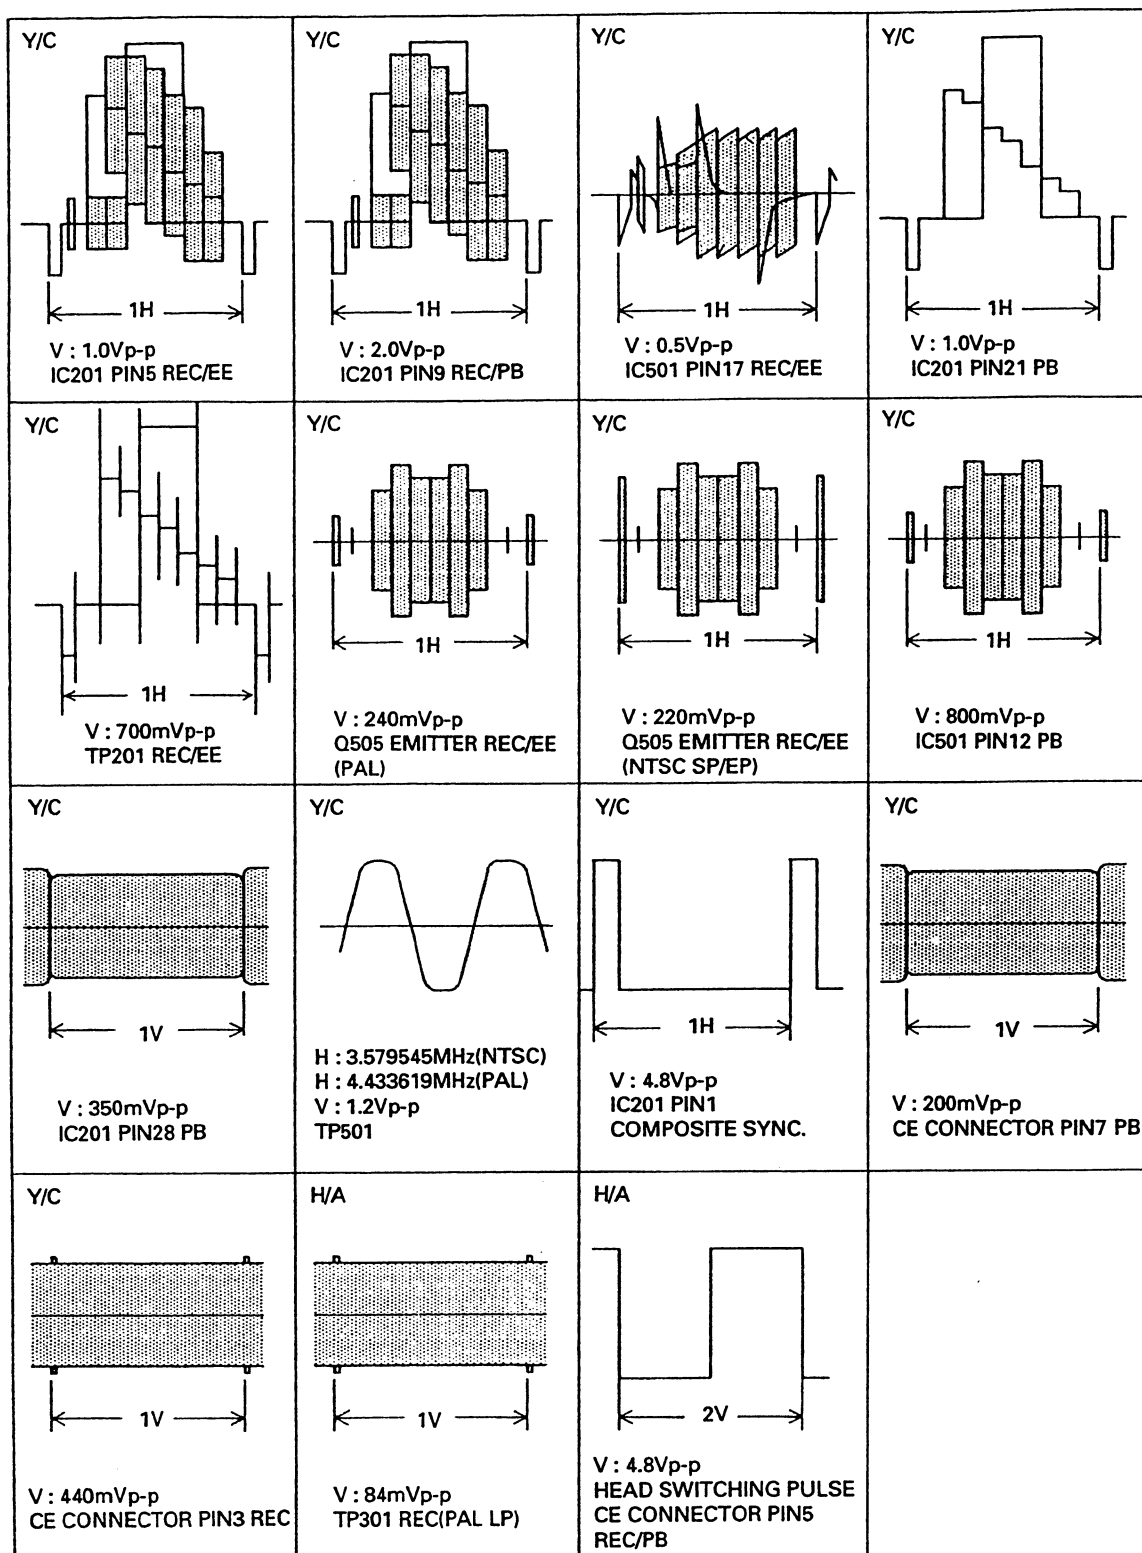 Y/C
1H
V : 1.0Vp-p
IC201 PIN5 REC/EE
Y/C
1H
V : 2.0Vp-p
IC201 PIN9 REC/PB
Y/C
1H
V : 0.5Vp-p
IC501 PIN17 REC/EE
Y/C
1H
V : 1.0Vp-p
IC201 PIN21 PB
Y/C
1H
V : 700mVp-p
TP201 REC/EE
Y/C
1H
V : 240mVp-p
Q505 EMITTER REC/EE
(PAL)
Y/C
1H
V : 220mVp-p
Q505 EMITTER REC/EE
(NTSC SP/EP)
Y/C
1H
V : 800mVp-p
IC501 PIN12 PB
Y/C
1V
V : 350mVp-p
IC201 PIN28 PB
Y/C
H : 3.579545MHz(NTSC)
H : 4.433619MHz(PAL)
V : 1.2Vp-p
TP501
Y/C
1H
V : 4.8Vp-p
IC201 PIN1
COMPOSITE SYNC.
Y/C
1V
V : 200mVp-p
CE CONNECTOR PIN7 PB
Y/C
1V
V : 440mVp-p
CE CONNECTOR PIN3 REC
H/A
1V
V : 84mVp-p
TP301 REC(PAL LP)
H/A
2V
V : 4.8Vp-p
HEAD SWITCHING PULSE
CE CONNECTOR PIN5
REC/PB